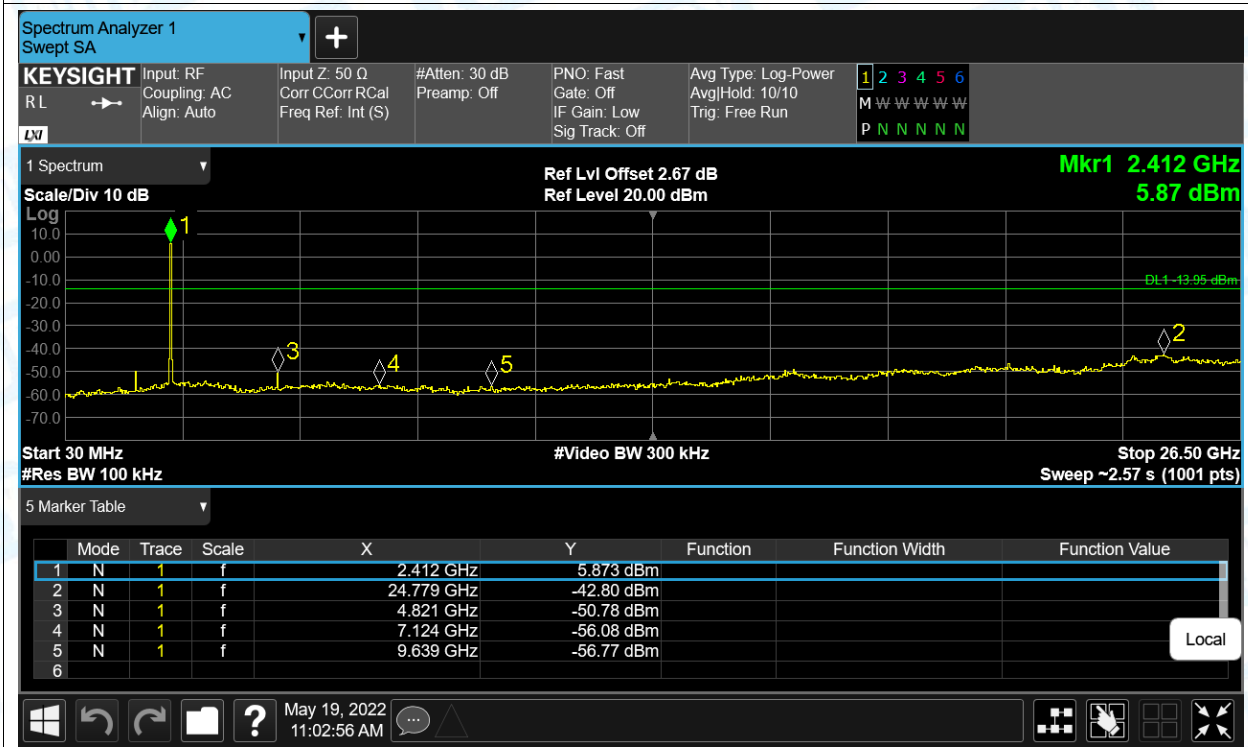 Spectrum Analyzer 1
Swept SA
+
KEYSIGHT Input: RF Input Z: 50 Ω #Atten: 30 dB PNO: Fast Avg Type: Log-Power 1 2 3 4 5 6
R L Coupling: AC Corr CCorr RCal Preamp: Off Gate: Off Avg|Hold: 10/10 M W W W W W
Align: Auto Freq Ref: Int (S) IF Gain: Low Trig: Free Run
LXI Sig Track: Off P N N N N N
1 Spectrum Ref Lvl Offset 2.67 dB Mkr1 2.412 GHz
Scale/Div 10 dB Ref Level 20.00 dBm 5.87 dBm
Log
1
10.0
0.00
-10.0 DL1 -13.95 dBm
-20.0
-30.0
2
-40.0
3 4 5
-50.0
-60.0
-70.0
Start 30 MHz #Video BW 300 kHz Stop 26.50 GHz
#Res BW 100 kHz Sweep ~2.57 s (1001 pts)
5 Marker Table
Mode Trace Scale X Y Function Function Width Function Value
1 N 1 f 2.412 GHz 5.873 dBm
2 N 1 f 24.779 GHz -42.80 dBm
3 N 1 f 4.821 GHz -50.78 dBm
4 N 1 f 7.124 GHz -56.08 dBm
5 N 1 f 9.639 GHz -56.77 dBm
6
Local
? May 19, 2022
11:02:56 AM